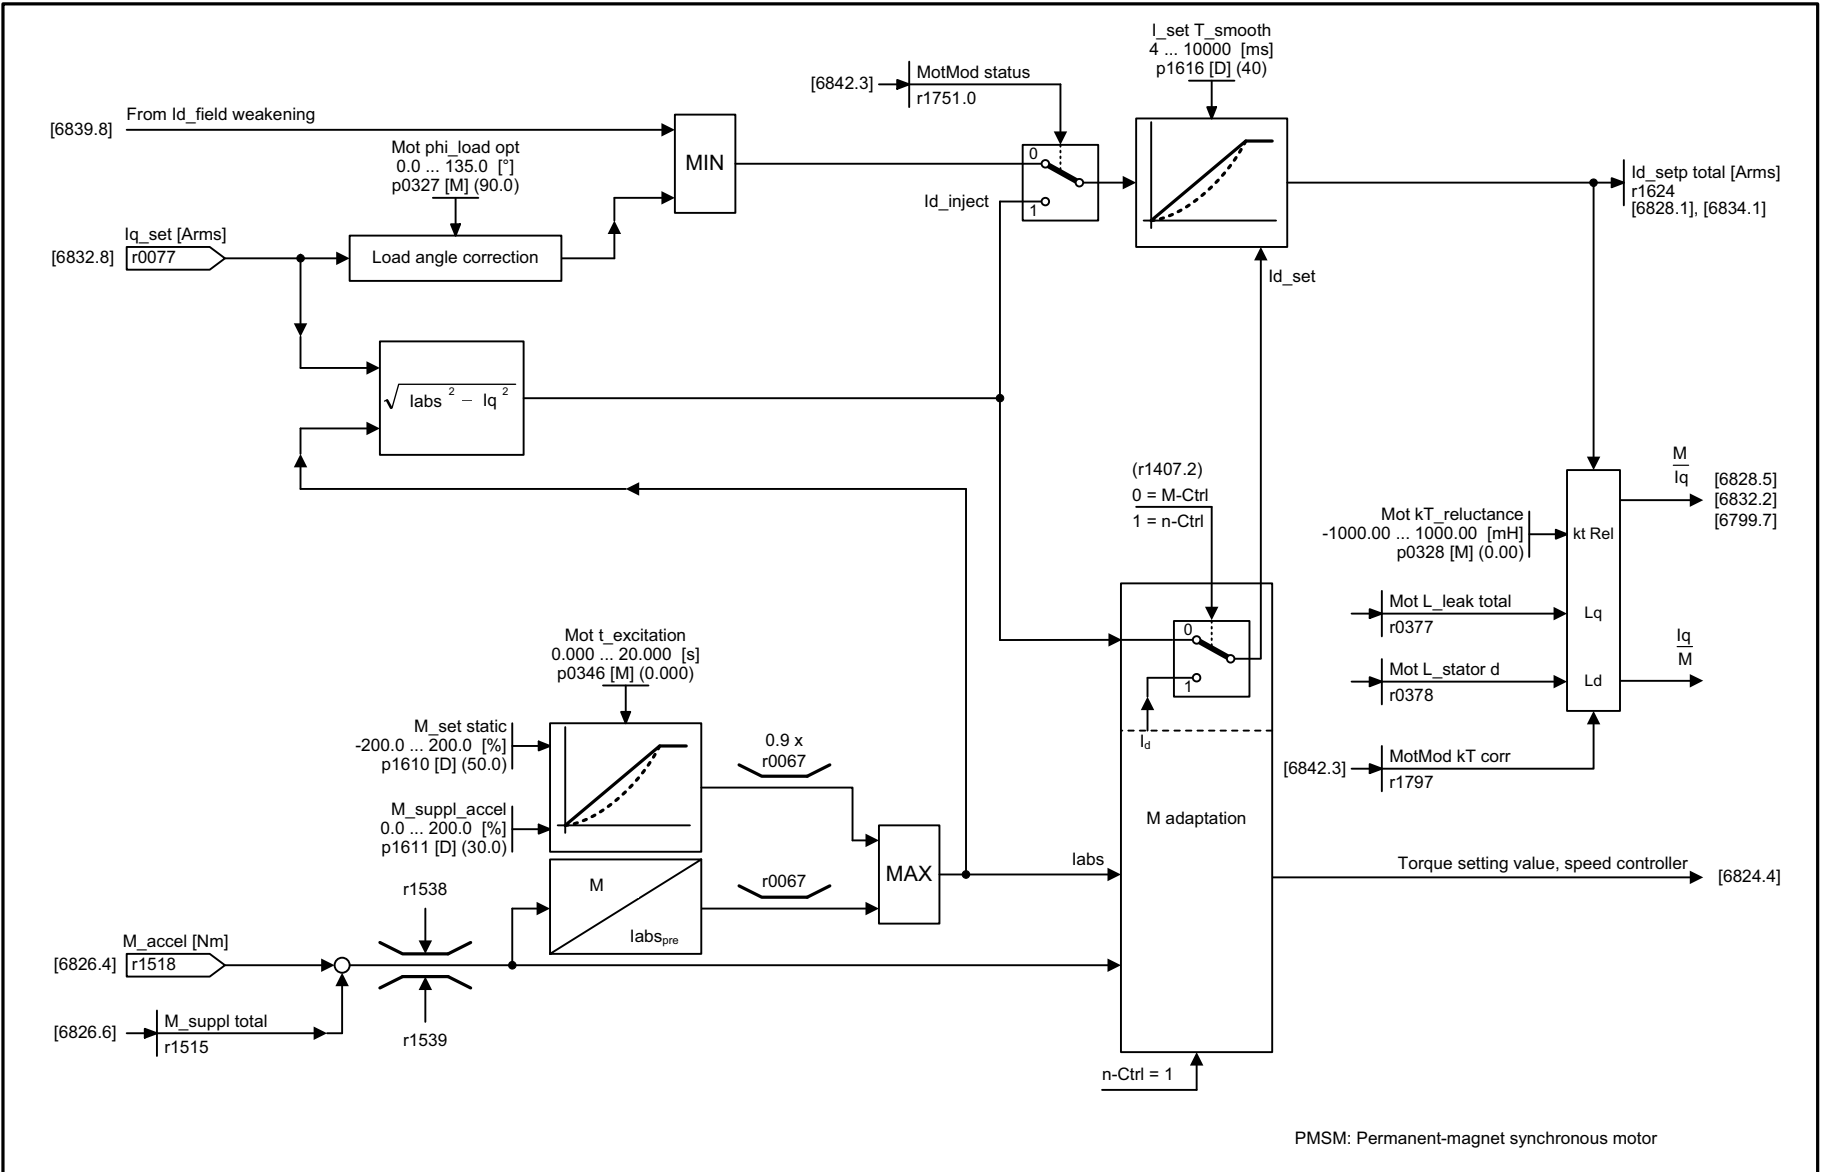 I_set T_smooth
4 ... 10000 [ms]
p1616 [D] (40)
[6842.3]
MotMod status
r1751.0
[6839.8]
From Id_field weakening
Mot phi_load opt
0.0 ... 135.0 [°]
p0327 [M] (90.0)
MIN
0
1
Id_inject
Id_setp total [Arms]
r1624
[6828.1], [6834.1]
Iq_set [Arms]
[6832.8]
r0077
Load angle correction
Id_set
√ Iabs ² – Iq ²
(r1407.2)
0 = M-Ctrl
1 = n-Ctrl
M
Iq
[6828.5]
[6832.2]
[6799.7]
Mot kT_reluctance
-1000.00 ... 1000.00 [mH]
p0328 [M] (0.00)
kt Rel
Mot L_leak total
r0377
Lq
Mot L_stator d
r0378
Ld
Iq
M
[6842.3]
MotMod kT corr
r1797
0
1
Id
Mot t_excitation
0.000 ... 20.000 [s]
p0346 [M] (0.000)
M_set static
-200.0 ... 200.0 [%]
p1610 [D] (50.0)
M_suppl_accel
0.0 ... 200.0 [%]
p1611 [D] (30.0)
0.9 x
r0067
M adaptation
MAX
Iabs
Torque setting value, speed controller
[6824.4]
M
Iabspre
r0067
r1538
M_accel [Nm]
[6826.4]
r1518
[6826.6]
M_suppl total
r1515
r1539
n-Ctrl = 1
PMSM: Permanent-magnet synchronous motor